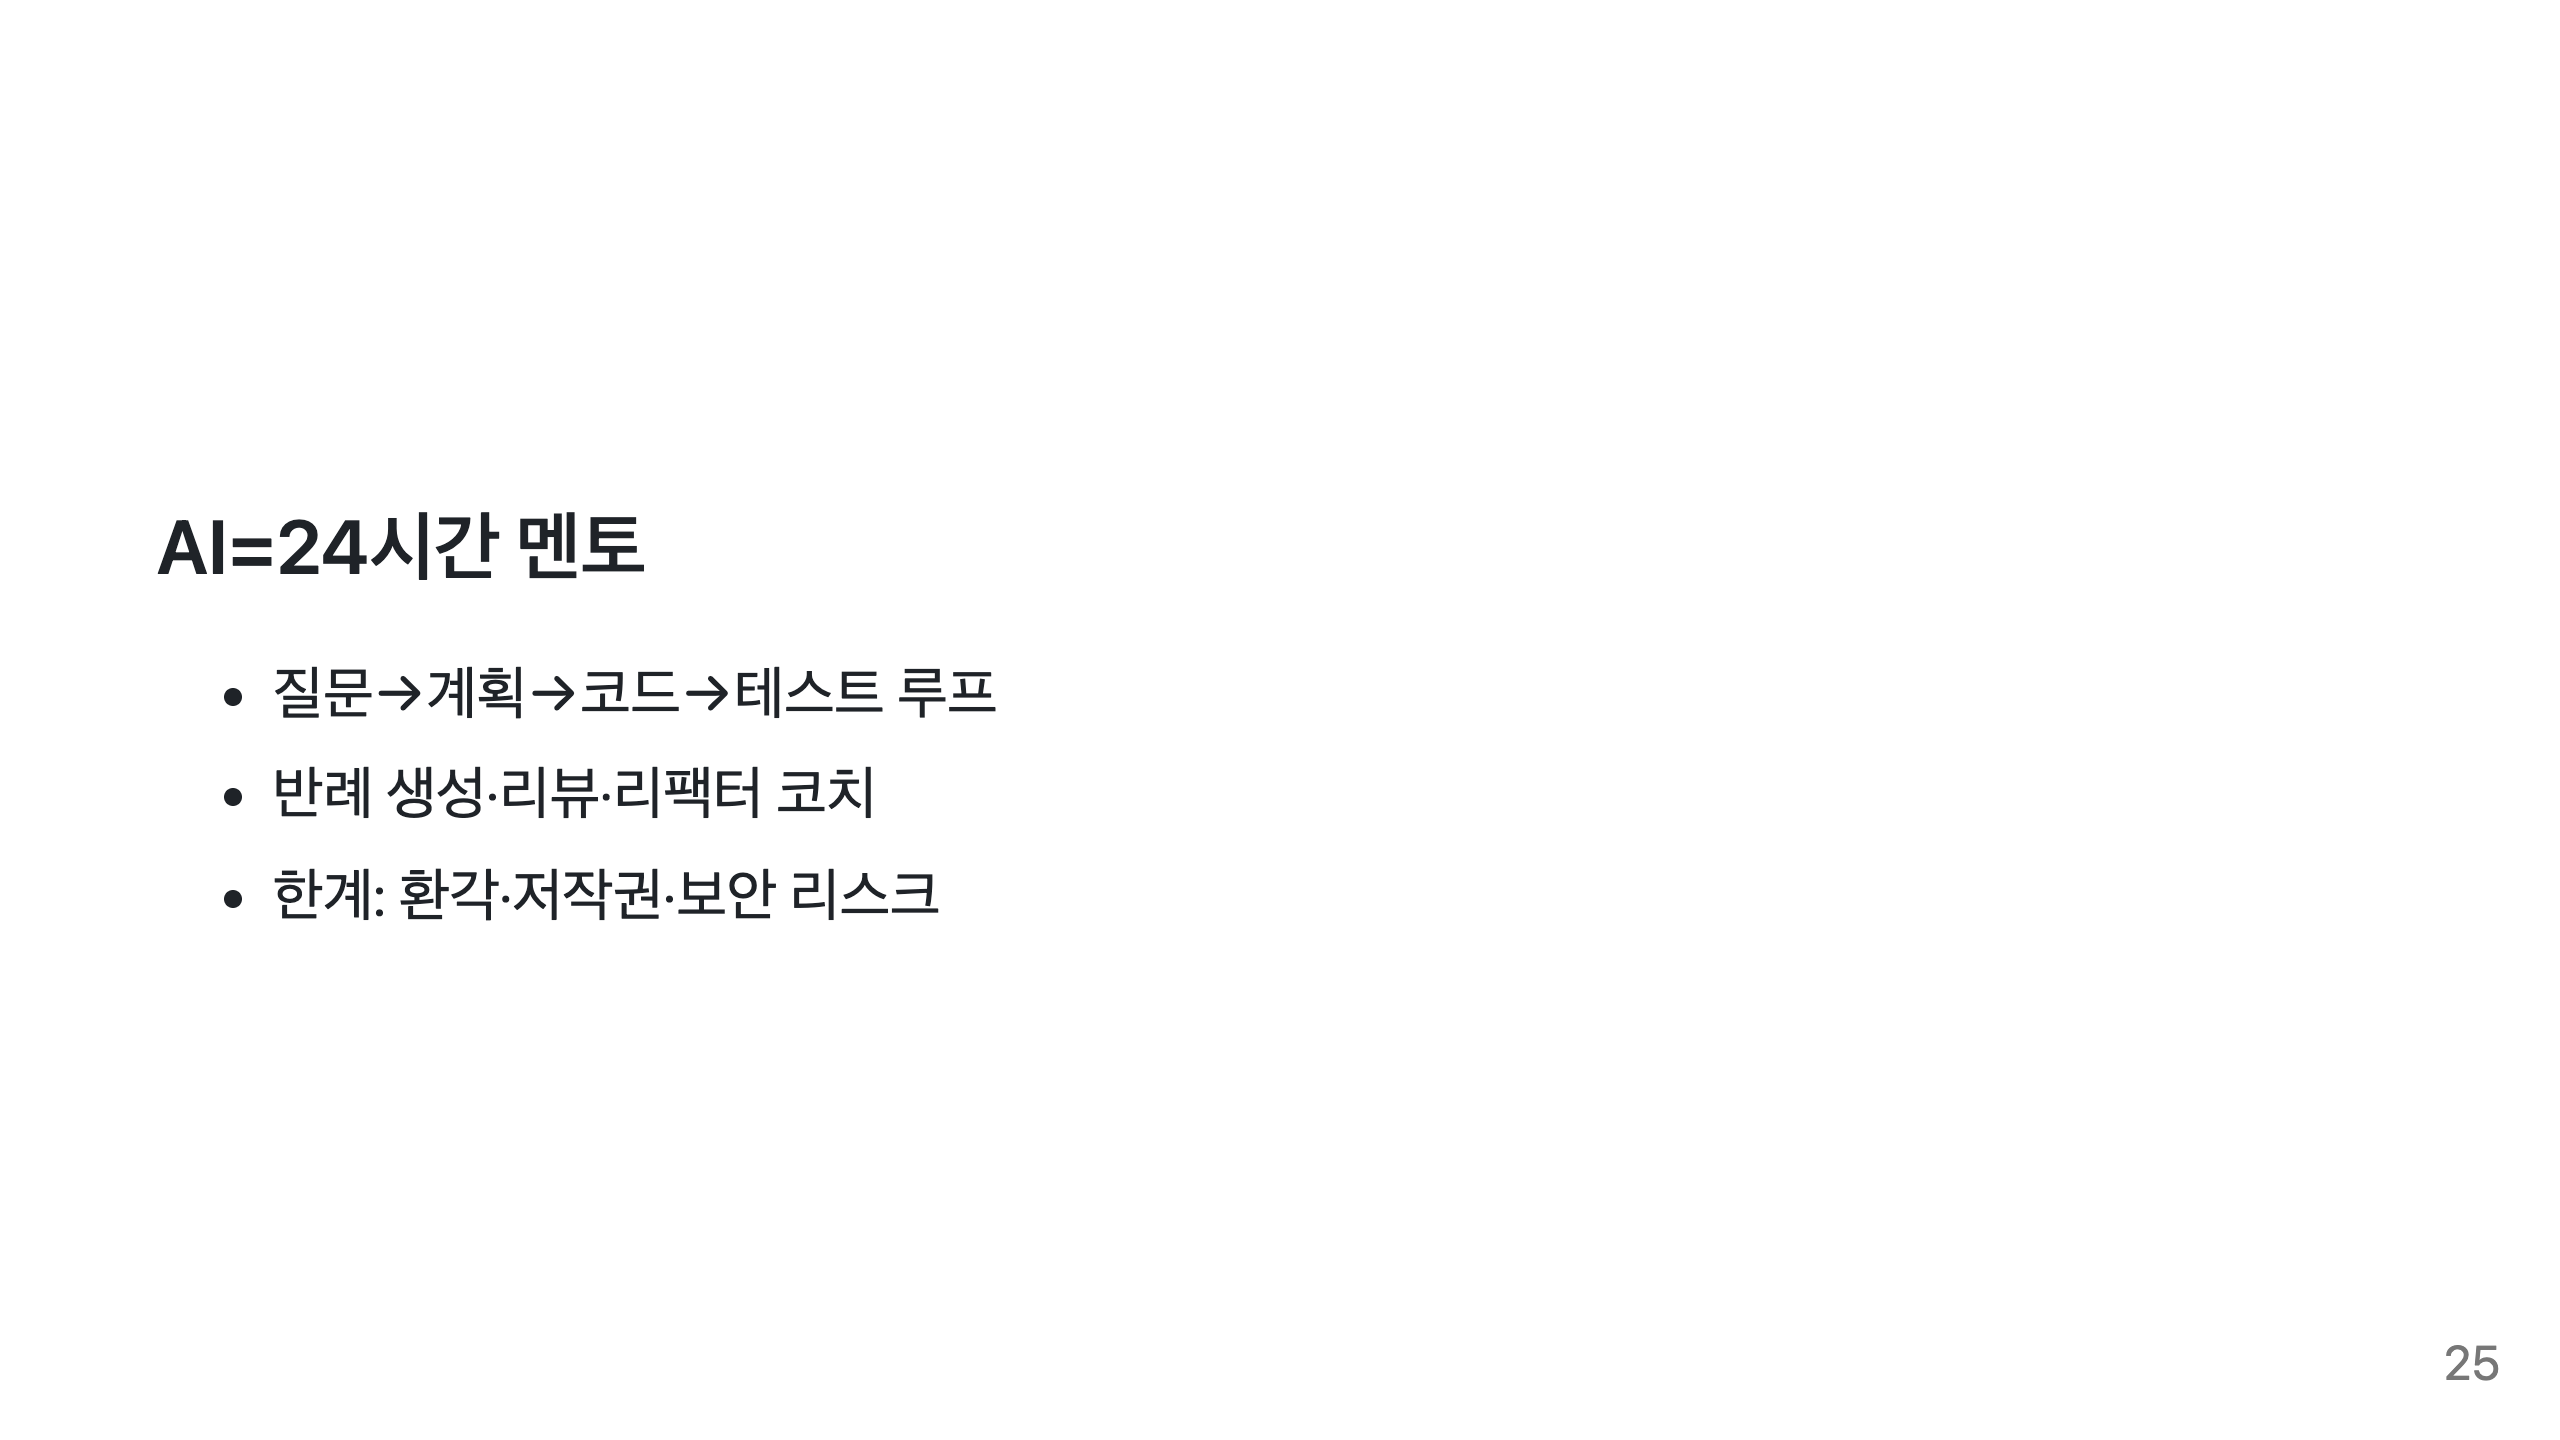 AI=24시간 멘토
• 질문→계획→코드→테스트 루프
• 반례 생성·리뷰·리팩터 코치
• 한계: 환각·저작권·보안 리스크
25